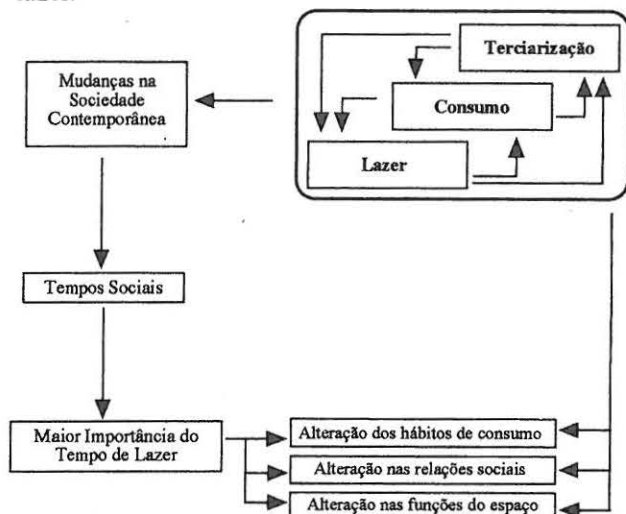 Terciarização
Mudanças na
Sociedade
Contemporânea
Consumo
Lazer
Tempos Sociais
Maior Importância do
Tempo de Lazer
Alteração dos hábitos de consumo
Alteração nas relações sociais
Alteração nas funções do espaço